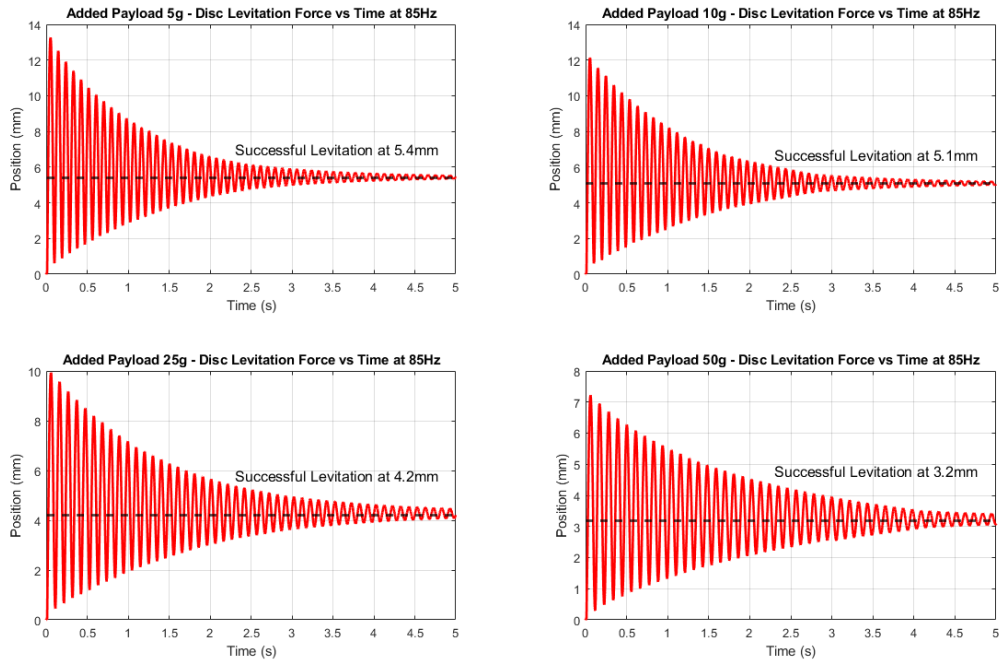 Added Payload 5g - Disc Levitation Force vs Time at 85Hz
14
12
10
8
6
4
2
0
Position (mm)
Successful Levitation at 5.4mm
0 0.5 1 1.5 2 2.5 3 3.5 4 4.5 5
Time (s)
Added Payload 10g - Disc Levitation Force vs Time at 85Hz
14
12
10
8
6
4
2
0
Position (mm)
Successful Levitation at 5.1mm
0 0.5 1 1.5 2 2.5 3 3.5 4 4.5 5
Time (s)
Added Payload 25g - Disc Levitation Force vs Time at 85Hz
10
8
6
4
2
0
Position (mm)
Successful Levitation at 4.2mm
0 0.5 1 1.5 2 2.5 3 3.5 4 4.5 5
Time (s)
Added Payload 50g - Disc Levitation Force vs Time at 85Hz
8
7
6
5
4
3
2
1
0
Position (mm)
Successful Levitation at 3.2mm
0 0.5 1 1.5 2 2.5 3 3.5 4 4.5 5
Time (s)